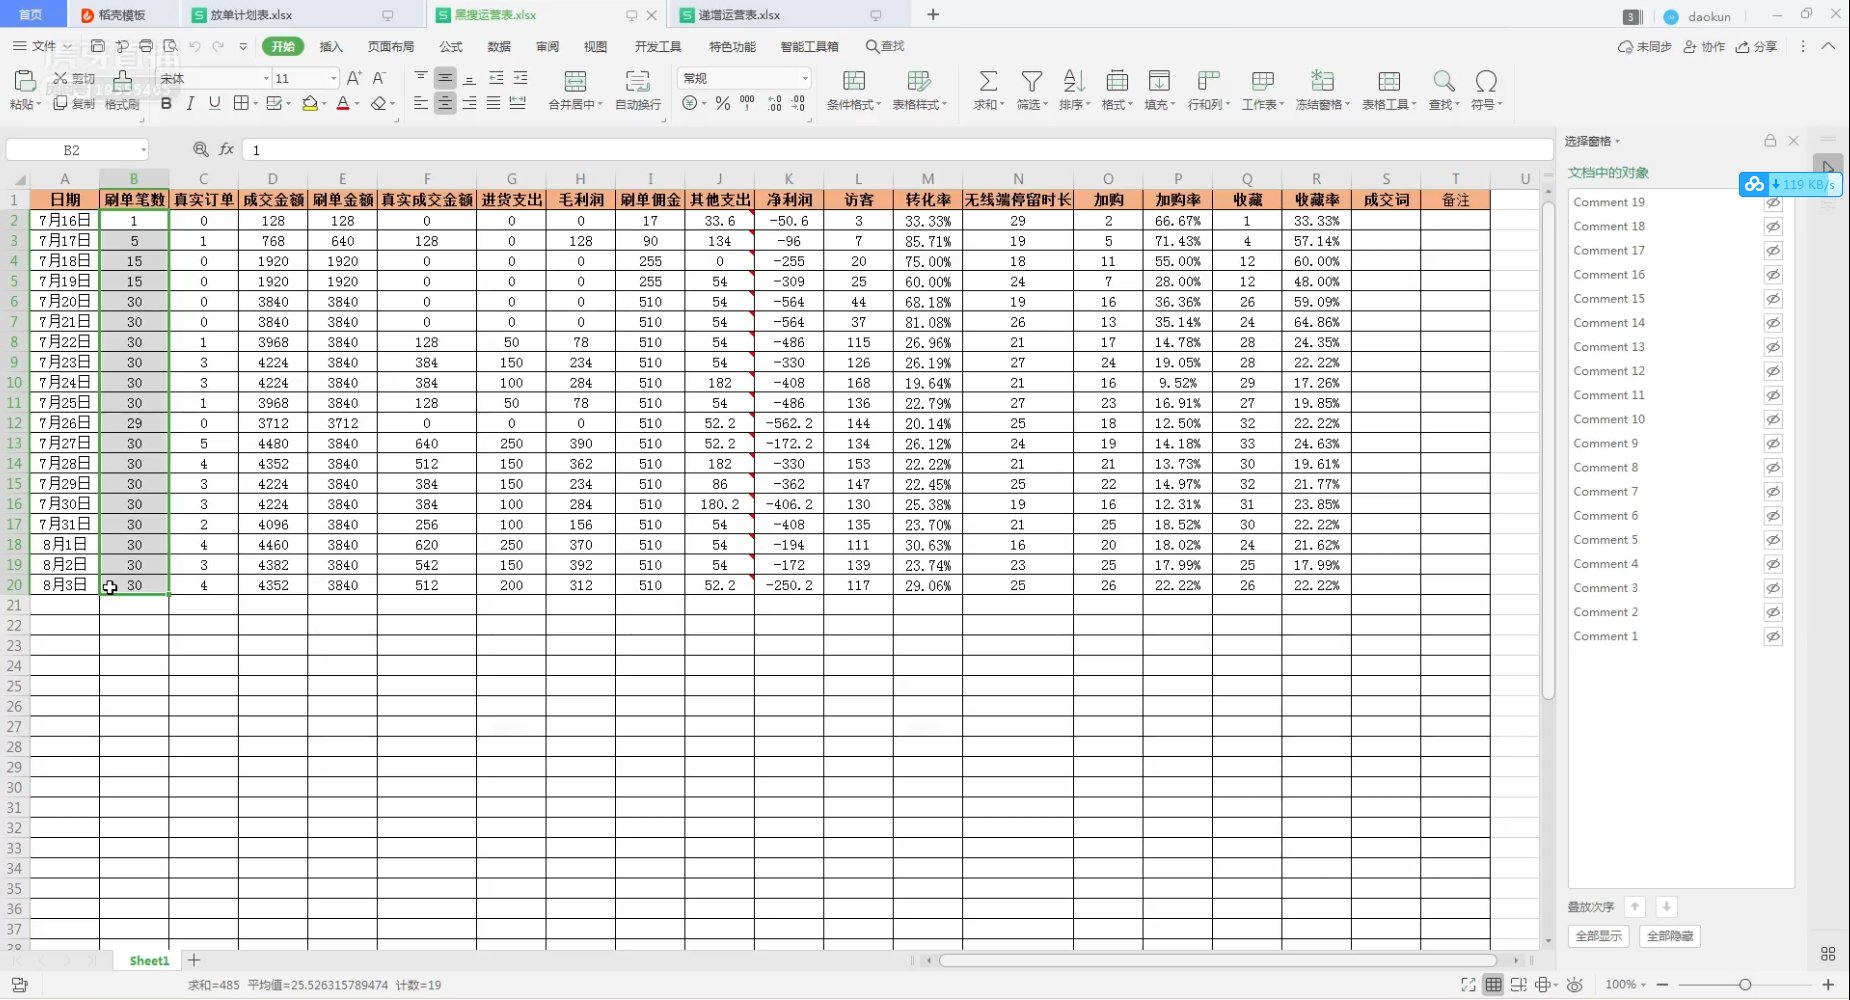 首页 稻壳模板 放单计划表.xlsx 黑搜运营表.xlsx 递增运营表.xlsx 3 daokun
文件 开始 插入 页面布局 公式 数据 审阅 视图 开发工具 特色功能 智能工具箱 查找 未同步 协作 分享
粘贴 剪切 复制 格式刷 宋体 11 合并居中 自动换行 常规 条件格式 表格样式 求和 筛选 排序 格式 填充 行和列 工作表 冻结窗格 表格工具 查找 符号
B2 fx 1
A B C D E F G H I J K L M N O P Q R S T U
1 日期 刷单笔数 真实订单 成交金额 刷单金额 真实成交金额 进货支出 毛利润 刷单佣金 其他支出 净利润 访客 转化率 无线端停留时长 加购 加购率 收藏 收藏率 成交词 备注
2 7月16日 1 0 128 128 0 0 0 17 33.6 -50.6 3 33.33% 29 2 66.67% 1 33.33%
3 7月17日 5 1 768 640 128 0 128 90 134 -96 7 85.71% 19 5 71.43% 4 57.14%
4 7月18日 15 0 1920 1920 0 0 0 255 0 -255 20 75.00% 18 11 55.00% 12 60.00%
5 7月19日 15 0 1920 1920 0 0 0 255 54 -309 25 60.00% 24 7 28.00% 12 48.00%
6 7月20日 30 0 3840 3840 0 0 0 510 54 -564 44 68.18% 19 16 36.36% 26 59.09%
7 7月21日 30 0 3840 3840 0 0 0 510 54 -564 37 81.08% 26 13 35.14% 24 64.86%
8 7月22日 30 1 3968 3840 128 50 78 510 54 -486 115 26.96% 21 17 14.78% 28 24.35%
9 7月23日 30 3 4224 3840 384 150 234 510 54 -330 126 26.19% 27 24 19.05% 28 22.22%
10 7月24日 30 3 4224 3840 384 100 284 510 182 -408 168 19.64% 21 16 9.52% 29 17.26%
11 7月25日 30 1 3968 3840 128 50 78 510 54 -486 136 22.79% 27 23 16.91% 27 19.85%
12 7月26日 29 0 3712 3712 0 0 0 510 52.2 -562.2 144 20.14% 25 18 12.50% 32 22.22%
13 7月27日 30 5 4480 3840 640 250 390 510 52.2 -172.2 134 26.12% 24 19 14.18% 33 24.63%
14 7月28日 30 4 4352 3840 512 150 362 510 182 -330 153 22.22% 21 21 13.73% 30 19.61%
15 7月29日 30 3 4224 3840 384 150 234 510 86 -362 147 22.45% 25 22 14.97% 32 21.77%
16 7月30日 30 3 4224 3840 384 100 284 510 180.2 -406.2 130 25.38% 19 16 12.31% 31 23.85%
17 7月31日 30 2 4096 3840 256 100 156 510 54 -408 135 23.70% 21 25 18.52% 30 22.22%
18 8月1日 30 4 4460 3840 620 250 370 510 54 -194 111 30.63% 16 20 18.02% 24 21.62%
19 8月2日 30 3 4382 3840 542 150 392 510 54 -172 139 23.74% 23 25 17.99% 25 17.99%
20 8月3日 30 4 4352 3840 512 200 312 510 52.2 -250.2 117 29.06% 25 26 22.22% 26 22.22%
21
22
23
24
25
26
27
28
29
30
31
32
33
34
35
36
37
38
选择窗格
文档中的对象
119 KB/s
Comment 19
Comment 18
Comment 17
Comment 16
Comment 15
Comment 14
Comment 13
Comment 12
Comment 11
Comment 10
Comment 9
Comment 8
Comment 7
Comment 6
Comment 5
Comment 4
Comment 3
Comment 2
Comment 1
叠放次序
全部显示 全部隐藏
Sheet1
求和=485 平均值=25.526315789474 计数=19 100%